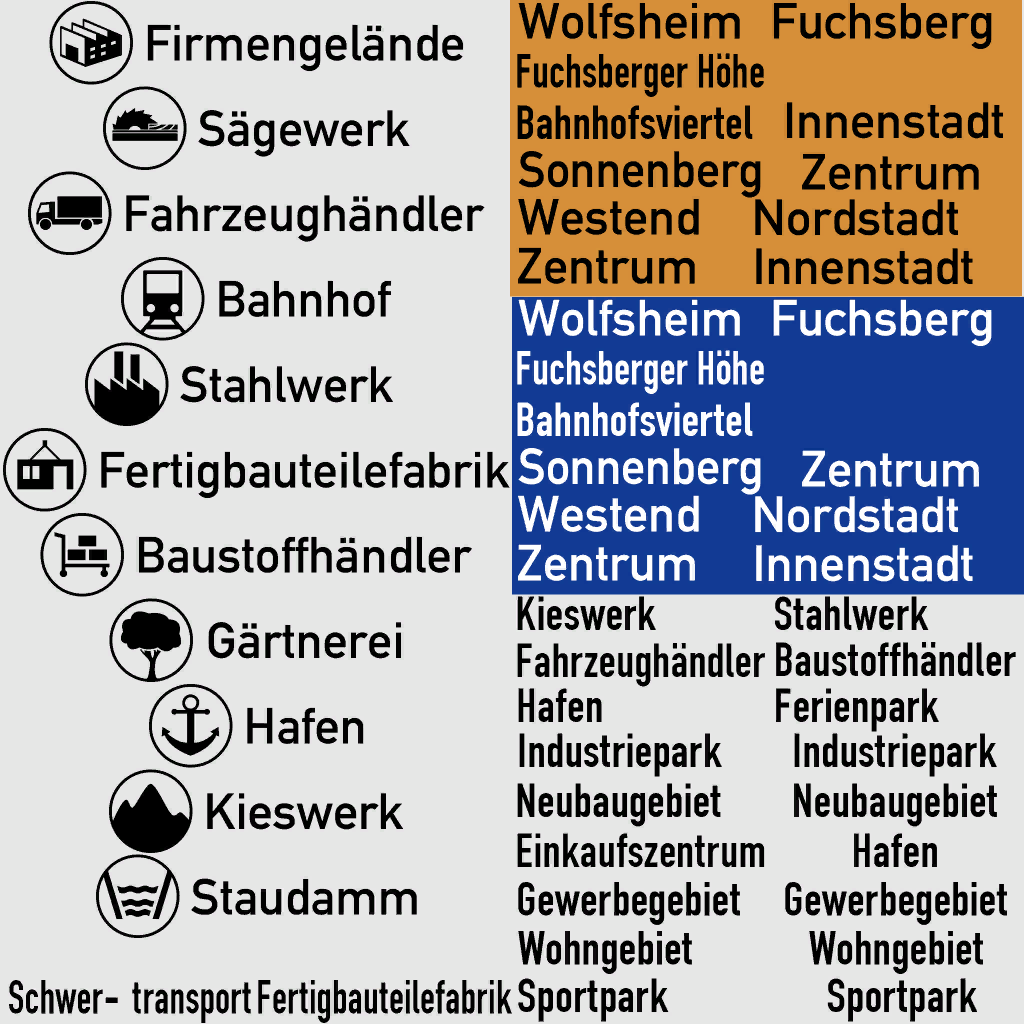 Firmengelände
Sägewerk
Fahrzeughändler
Bahnhof
Stahlwerk
Fertigbauteilefabrik
Baustoffhändler
Gärtnerei
Hafen
Kieswerk
Staudamm
Schwer- transport Fertigbauteilefabrik
Wolfsheim Fuchsberg
Fuchsberger Höhe
Bahnhofsviertel Innenstadt
Sonnenberg Zentrum
Westend Nordstadt
Zentrum Innenstadt
Wolfsheim Fuchsberg
Fuchsberger Höhe
Bahnhofsviertel
Sonnenberg Zentrum
Westend Nordstadt
Zentrum Innenstadt
Kieswerk Stahlwerk
Fahrzeughändler Baustoffhändler
Hafen Ferienpark
Industriepark Industriepark
Neubaugebiet Neubaugebiet
Einkaufszentrum Hafen
Gewerbegebiet Gewerbegebiet
Wohngebiet Wohngebiet
Sportpark Sportpark